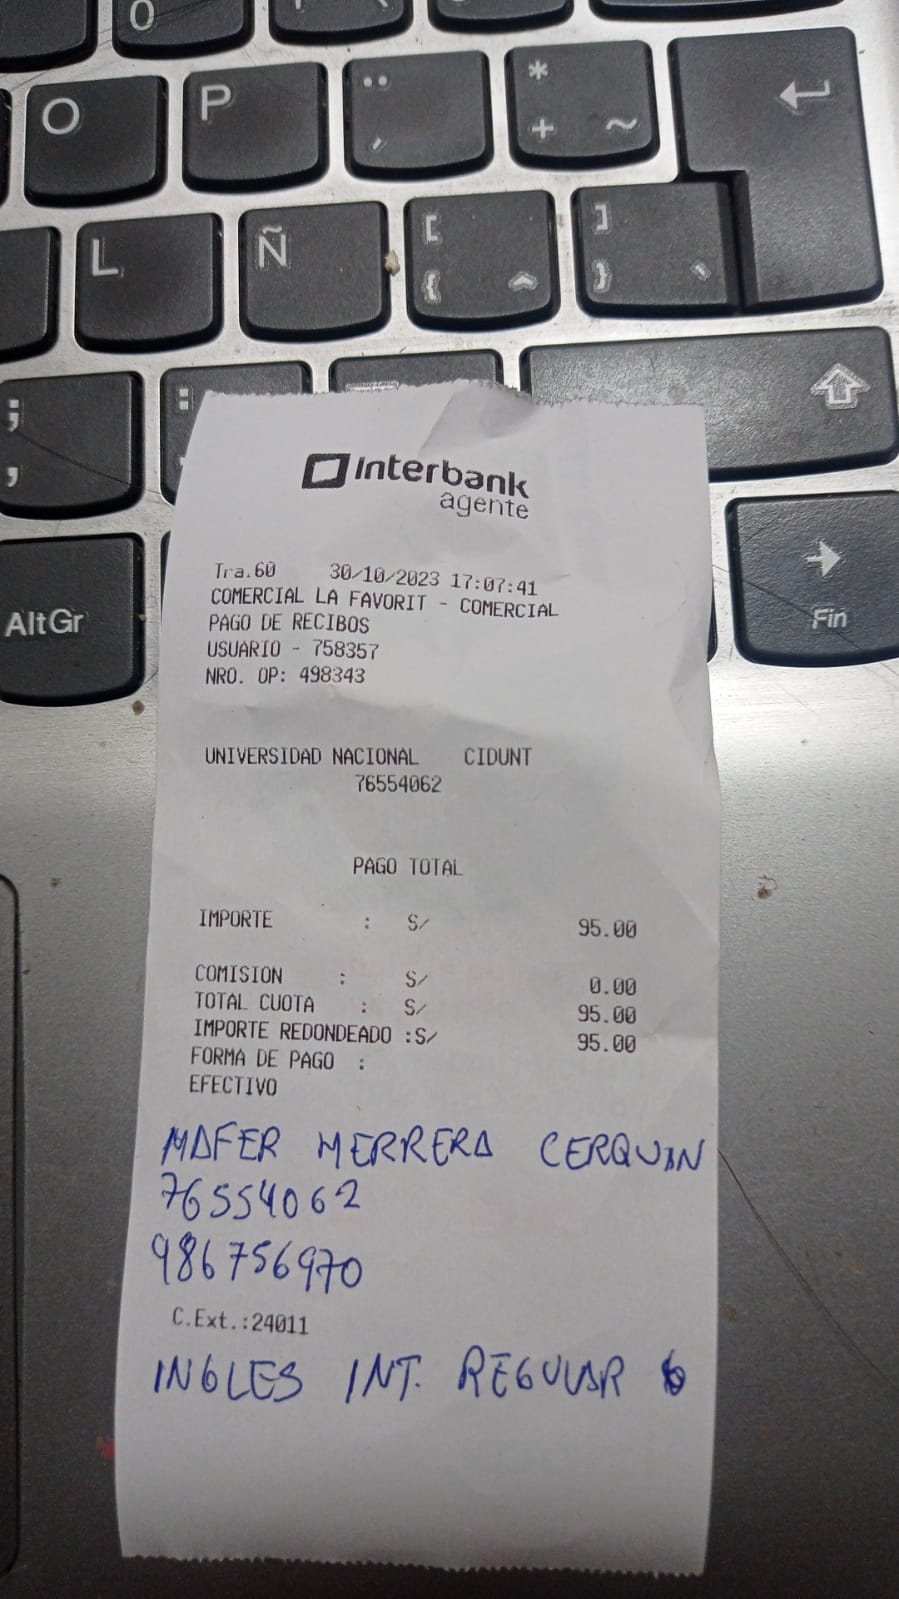 O
P
*
+ ~
L
Ñ
[
{ ^
]
}
;
,
:
AltGr
Fin
interbank
agente
Tra.60 30/10/2023 17:07:41
COMERCIAL LA FAVORIT - COMERCIAL
PAGO DE RECIBOS
USUARIO - 758357
NRO. OP: 498343
UNIVERSIDAD NACIONAL CIDUNT
76554062
PAGO TOTAL
IMPORTE : S/ 95.00
COMISION : S/ 0.00
TOTAL CUOTA : S/ 95.00
IMPORTE REDONDEADO :S/ 95.00
FORMA DE PAGO :
EFECTIVO
MAFER HERRERA CERQUIN
76554062
986756970
C.Ext.:24011
INGLES INT. REGULAR 6